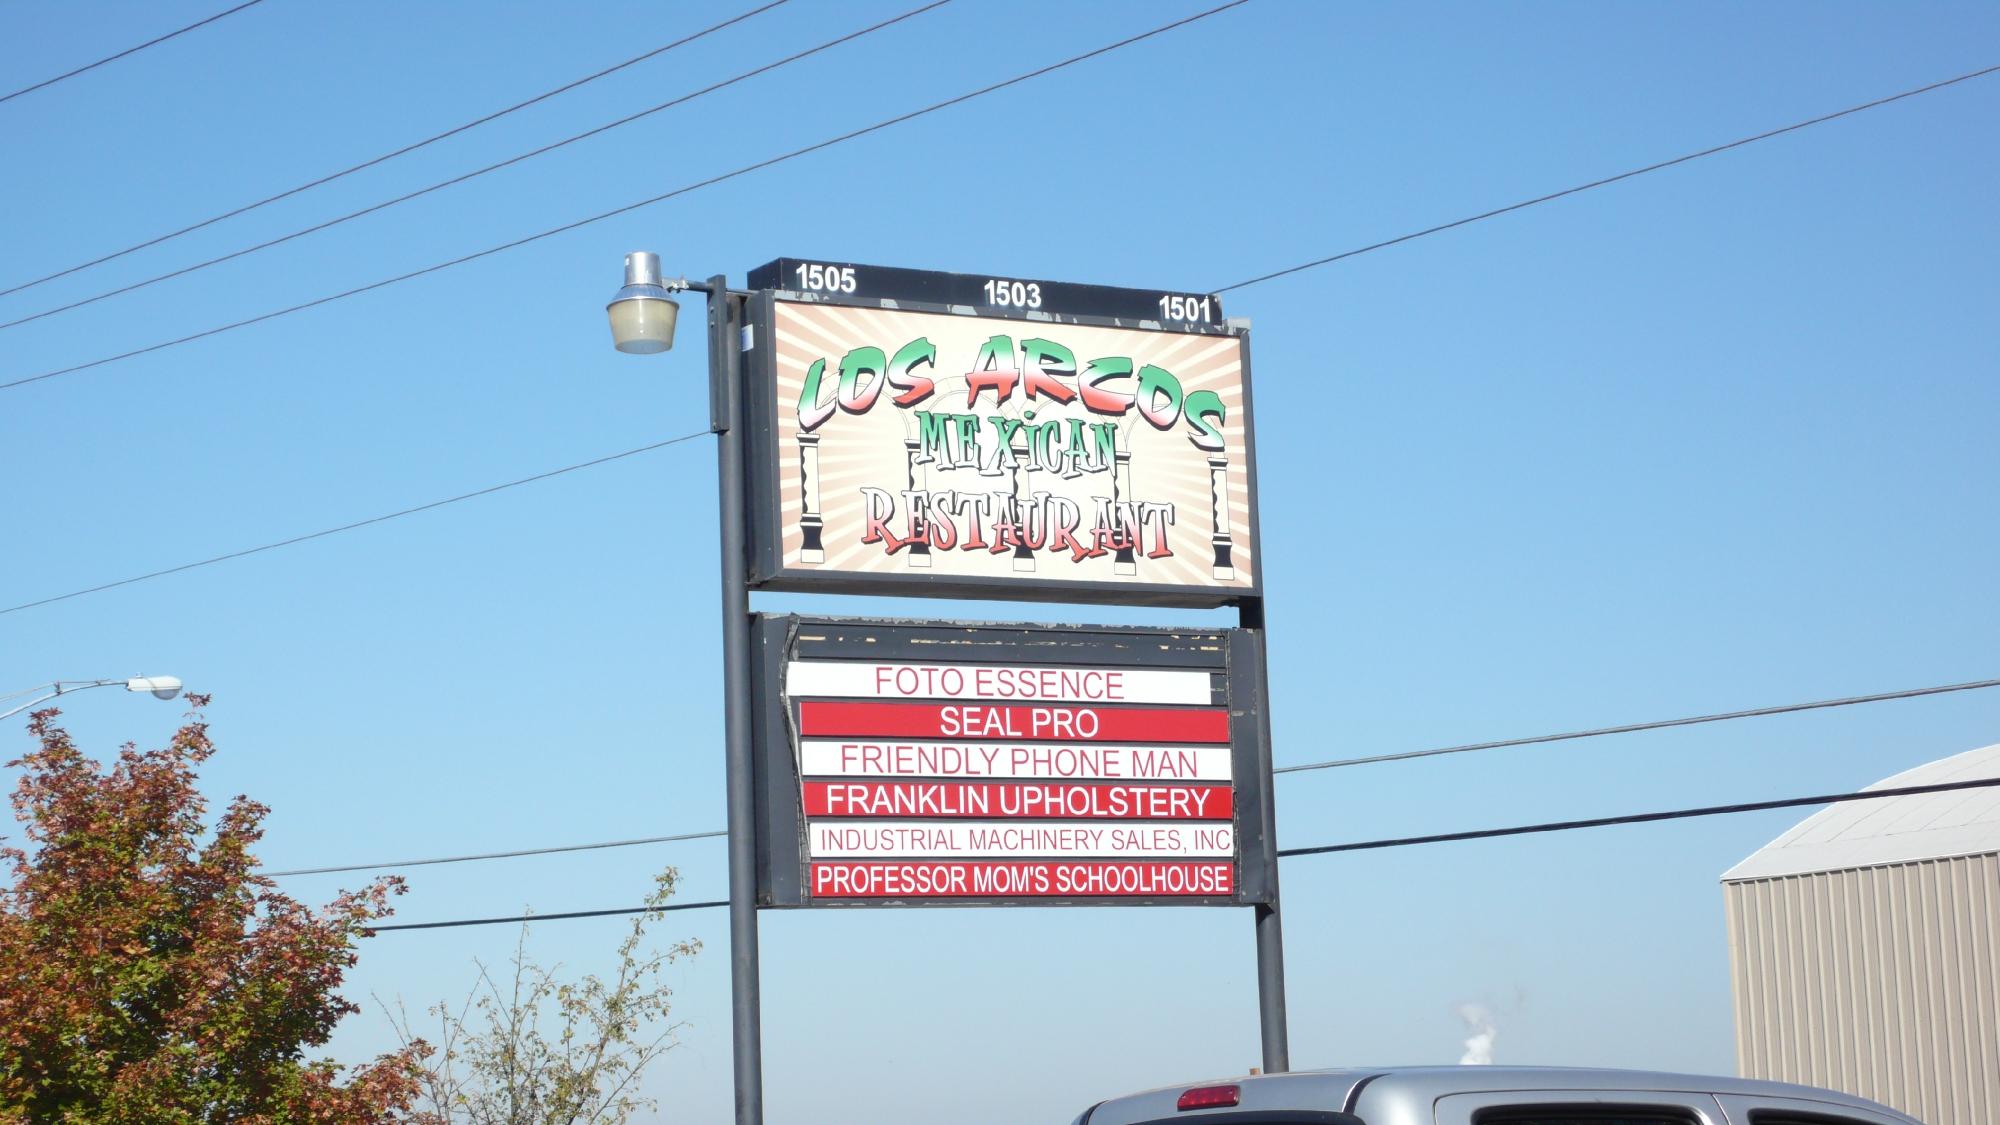 1505 1503 1501
LOS ARCOS
MEXICAN
RESTAURANT
FOTO ESSENCE
SEAL PRO
FRIENDLY PHONE MAN
FRANKLIN UPHOLSTERY
INDUSTRIAL MACHINERY SALES, INC
PROFESSOR MOM'S SCHOOLHOUSE